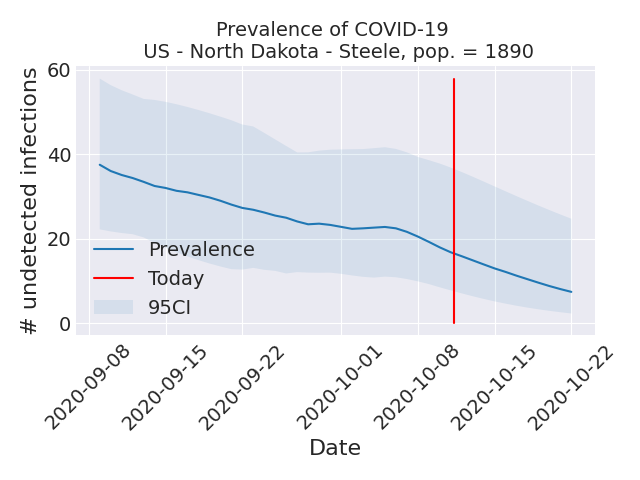 Prevalence of COVID-19
US - North Dakota - Steele, pop. = 1890
# undetected infections
60
40
20
0
Prevalence
Today
95CI
2020-09-08
2020-09-15
2020-09-22
2020-10-01
2020-10-08
2020-10-15
2020-10-22
Date